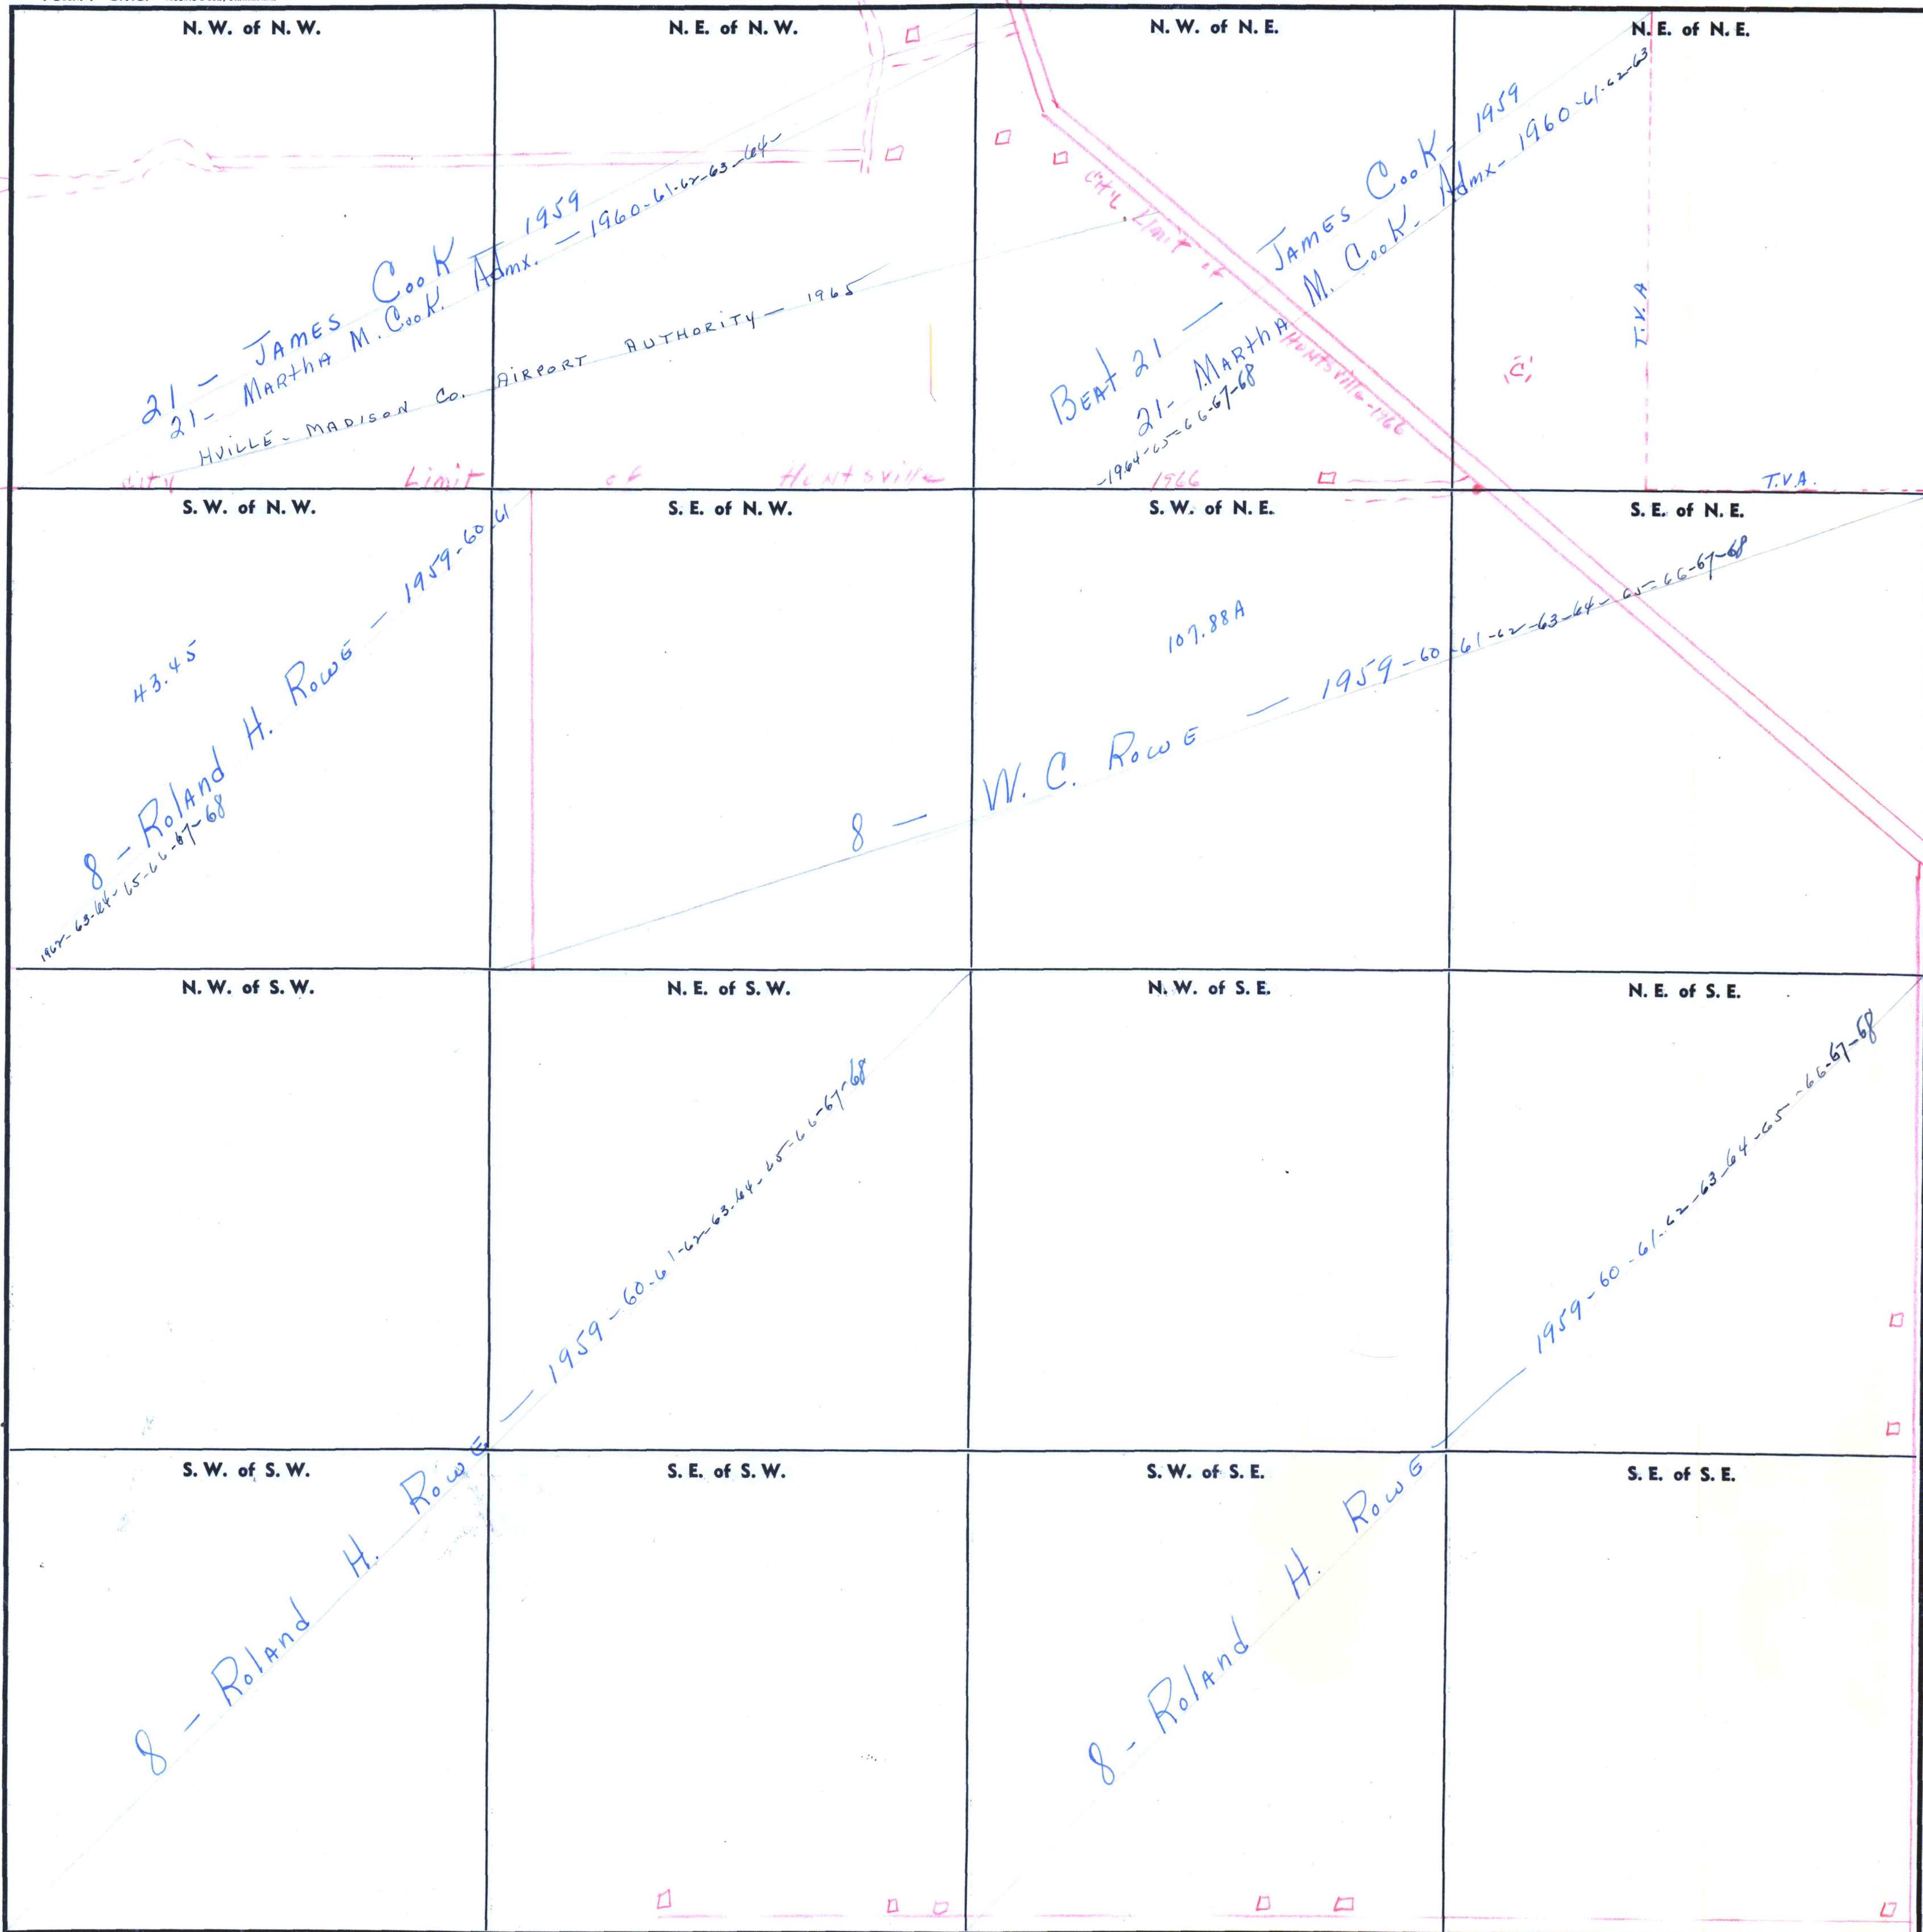 N. W. of N. W.
N. E. of N. W.
N. W. of N. E.
N. E. of N. E.
21 — JAMES Cook 1959
21- MARthA M. Cook. Admx. — 1960-61-62-63-64-
HVILLE - MADISON Co. AIRPORT AUTHORITY — 1965
City Limit of Huntsville 1966
City Limit of Huntsville-1966
Beat 21 — JAMES Cook- 1959
21- MARthA M. Cook- Admx- 1960-61-62-63
-1964-65-66-67-68
"C"
T.V.A
T.V.A.
S. W. of N. W.
S. E. of N. W.
S. W. of N. E.
S. E. of N. E.
43.45
8 - RolAnd H. RowE — 1959-60-61
1962-63-64-65-66-67-68
107.88A
8 — W. C. RowE — 1959-60-61-62-63-64-65-66-67-68
N. W. of S. W.
N. E. of S. W.
N. W. of S. E.
N. E. of S. E.
S. W. of S. W.
S. E. of S. W.
S. W. of S. E.
S. E. of S. E.
8 - RolAnd H. RowE — 1959-60-61-62-63-64-65-66-67-68
8 - RolAnd H. RowE — 1959-60-61-62-63-64-65-66-67-68